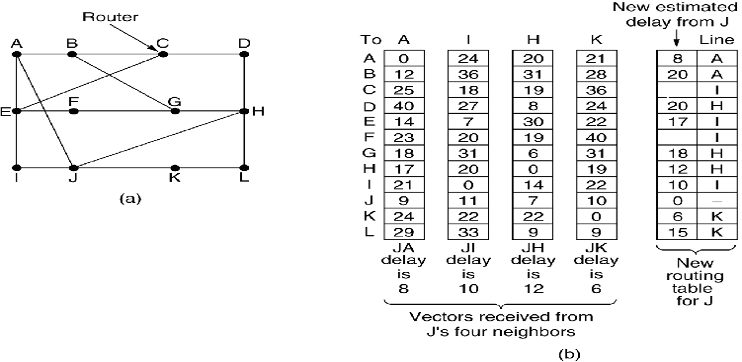 Router
A B C D
E F G H
I J K L
(a)
New estimated
delay from J
To A I H K Line
A 0 24 20 21 8 A
B 12 36 31 28 20 A
C 25 18 19 36 I
D 40 27 8 24 20 H
E 14 7 30 22 17 I
F 23 20 19 40 I
G 18 31 6 31 18 H
H 17 20 0 19 12 H
I 21 0 14 22 10 I
J 9 11 7 10 0 –
K 24 22 22 0 6 K
L 29 33 9 9 15 K
JA JI JH JK
delay delay delay delay
is is is is
8 10 12 6
New
routing
table
for J
Vectors received from
J's four neighbors
(b)